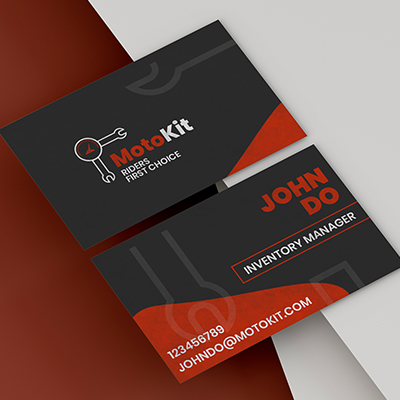 MotoKit
RIDERS
FIRST CHOICE
JOHN
DO
INVENTORY MANAGER
123456789
JOHNDO@MOTOKIT.COM